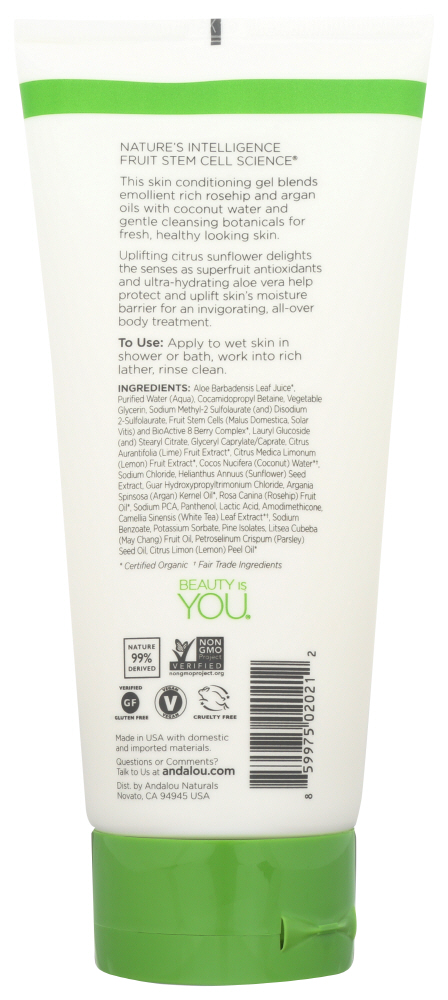 NATURE'S INTELLIGENCE
FRUIT STEM CELL SCIENCE®
This skin conditioning gel blends
emollient rich rosehip and argan
oils with coconut water and
gentle cleansing botanicals for
fresh, healthy looking skin.
Uplifting citrus sunflower delights
the senses as superfruit antioxidants
and ultra-hydrating aloe vera help
protect and uplift skin's moisture
barrier for an invigorating, all-over
body treatment.
To Use: Apply to wet skin in
shower or bath, work into rich
lather, rinse clean.
INGREDIENTS: Aloe Barbadensis Leaf Juice*,
Purified Water (Aqua), Cocamidopropyl Betaine, Vegetable
Glycerin, Sodium Methyl-2 Sulfolaurate (and) Disodium
2-Sulfolaurate, Fruit Stem Cells (Malus Domestica, Solar
Vitis) and BioActive 8 Berry Complex*, Lauryl Glucoside
(and) Stearyl Citrate, Glyceryl Caprylate/Caprate, Citrus
Aurantifolia (Lime) Fruit Extract*, Citrus Medica Limonum
(Lemon) Fruit Extract*, Cocos Nucifera (Coconut) Water*†,
Sodium Chloride, Helianthus Annuus (Sunflower) Seed
Extract, Guar Hydroxypropyltrimonium Chloride, Argania
Spinosa (Argan) Kernel Oil*, Rosa Canina (Rosehip) Fruit
Oil*, Sodium PCA, Panthenol, Lactic Acid, Amodimethicone,
Camellia Sinensis (White Tea) Leaf Extract*†, Sodium
Benzoate, Potassium Sorbate, Pine Isolates, Litsea Cubeba
(May Chang) Fruit Oil, Petroselinum Crispum (Parsley)
Seed Oil, Citrus Limon (Lemon) Peel Oil*
* Certified Organic † Fair Trade Ingredients
BEAUTY IS
YOU®
NATURE
99%
DERIVED
NON
GMO
Project
VERIFIED
nongmoproject.org
VERIFIED
GF
GLUTEN FREE
VEGAN
V
VEGAN
CRUELTY FREE
Made in USA with domestic
and imported materials.
Questions or Comments?
Talk to Us at andalou.com
Dist. by Andalou Naturals
Novato, CA 94945 USA
8 59975 02021 2